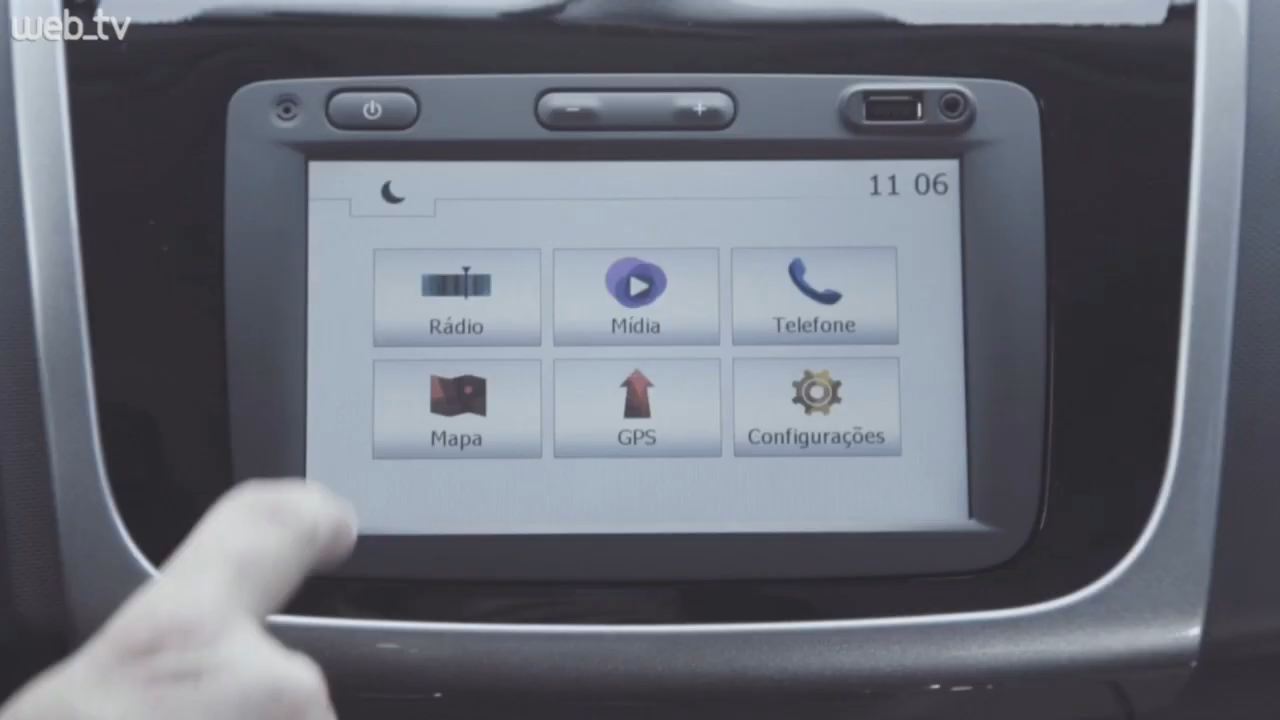 web_tv
11 06
Rádio
Mídia
Telefone
Mapa
GPS
Configurações